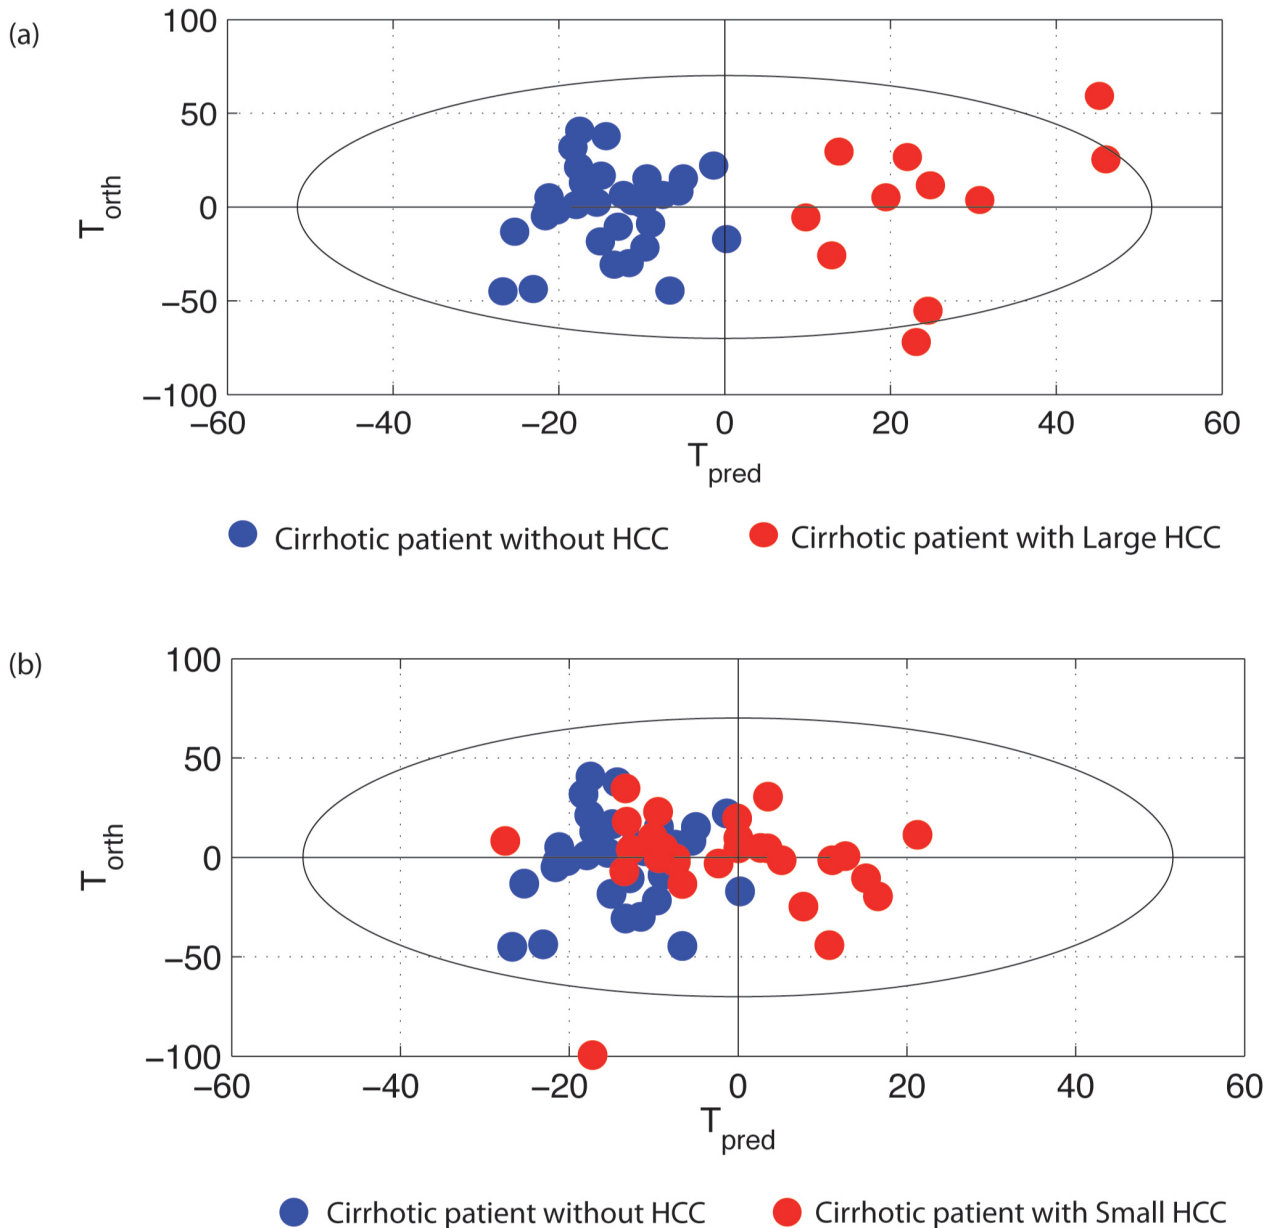 (a)
100
50
0
−50
−100
T_orth
−60 −40 −20 0 20 40 60
T_pred
Cirrhotic patient without HCC Cirrhotic patient with Large HCC
(b)
100
50
0
−50
−100
T_orth
−60 −40 −20 0 20 40 60
T_pred
Cirrhotic patient without HCC Cirrhotic patient with Small HCC